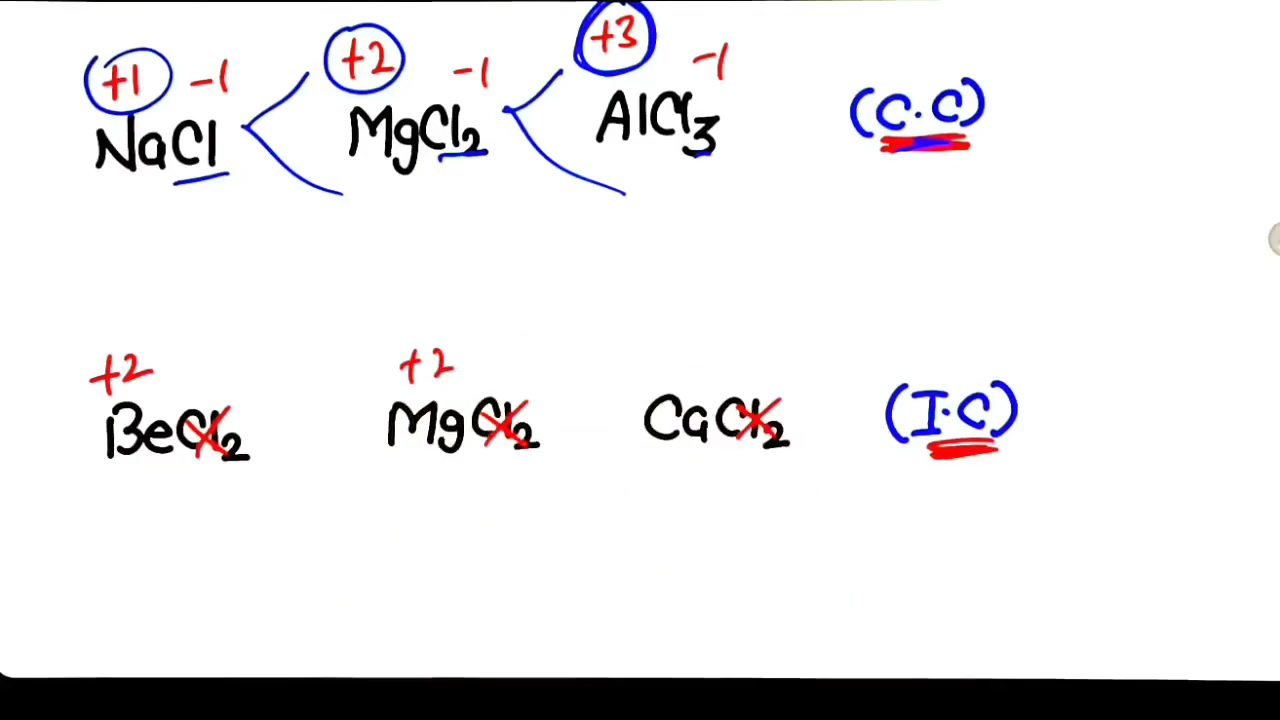 +1 -1 +2 -1 +3 -1
NaCl < MgCl₂ < AlCl₃ (C.C)
+2 +2
BeCl₂ MgCl₂ CaCl₂ (I.C)